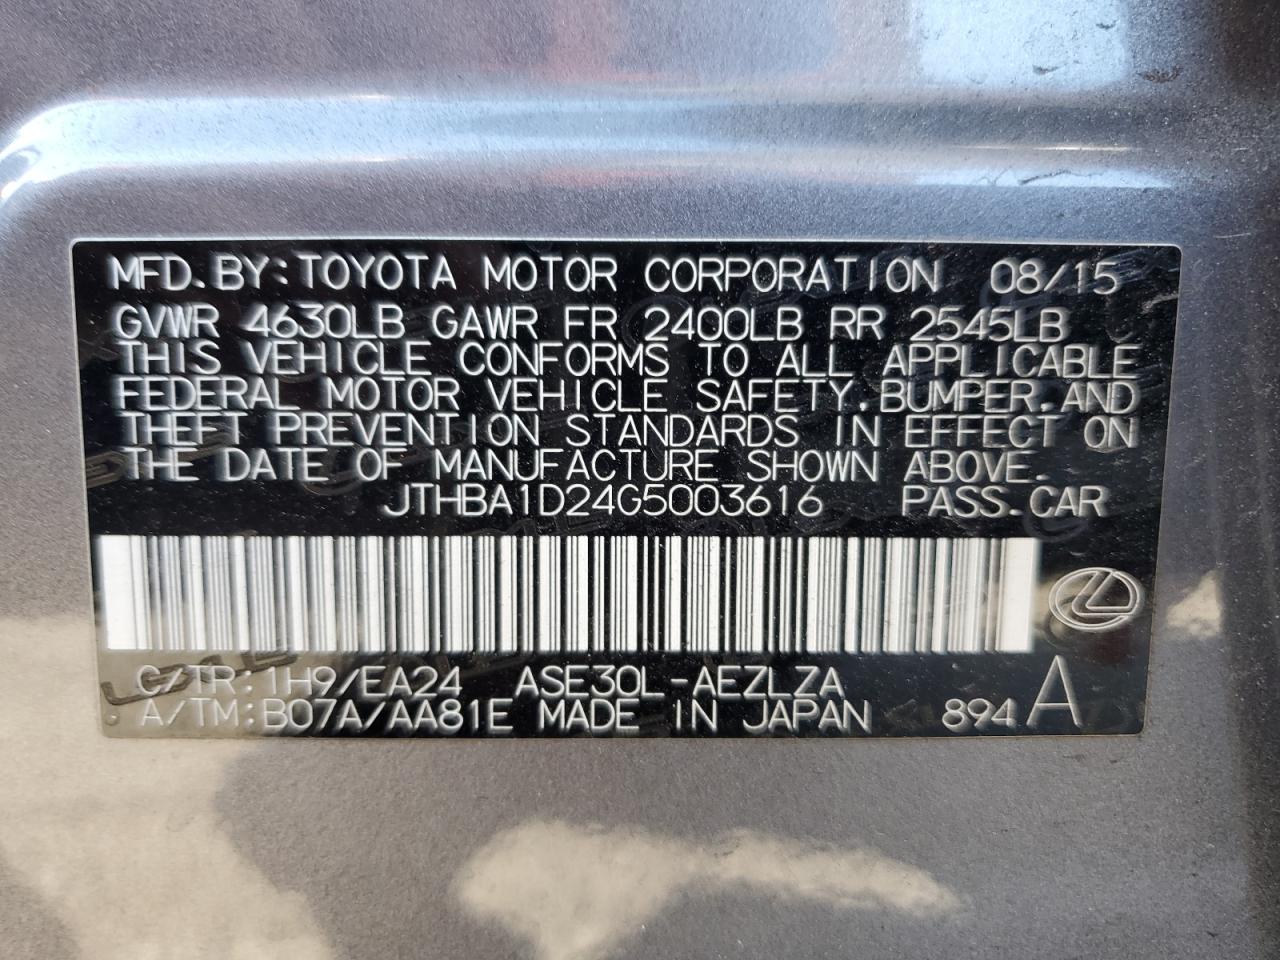 MFD. BY: TOYOTA MOTOR CORPORATION 08/15
GVWR 4630LB GAWR FR 2400LB RR 2545LB
THIS VEHICLE CONFORMS TO ALL APPLICABLE
FEDERAL MOTOR VEHICLE SAFETY, BUMPER, AND
THEFT PREVENTION STANDARDS IN EFFECT ON
THE DATE OF MANUFACTURE SHOWN ABOVE.
JTHBA1D24G5003616 PASS. CAR
C/TR: 1H9/EA24 ASE30L-AEZLZA
A/TM: B07A/AA81E MADE IN JAPAN 894 A